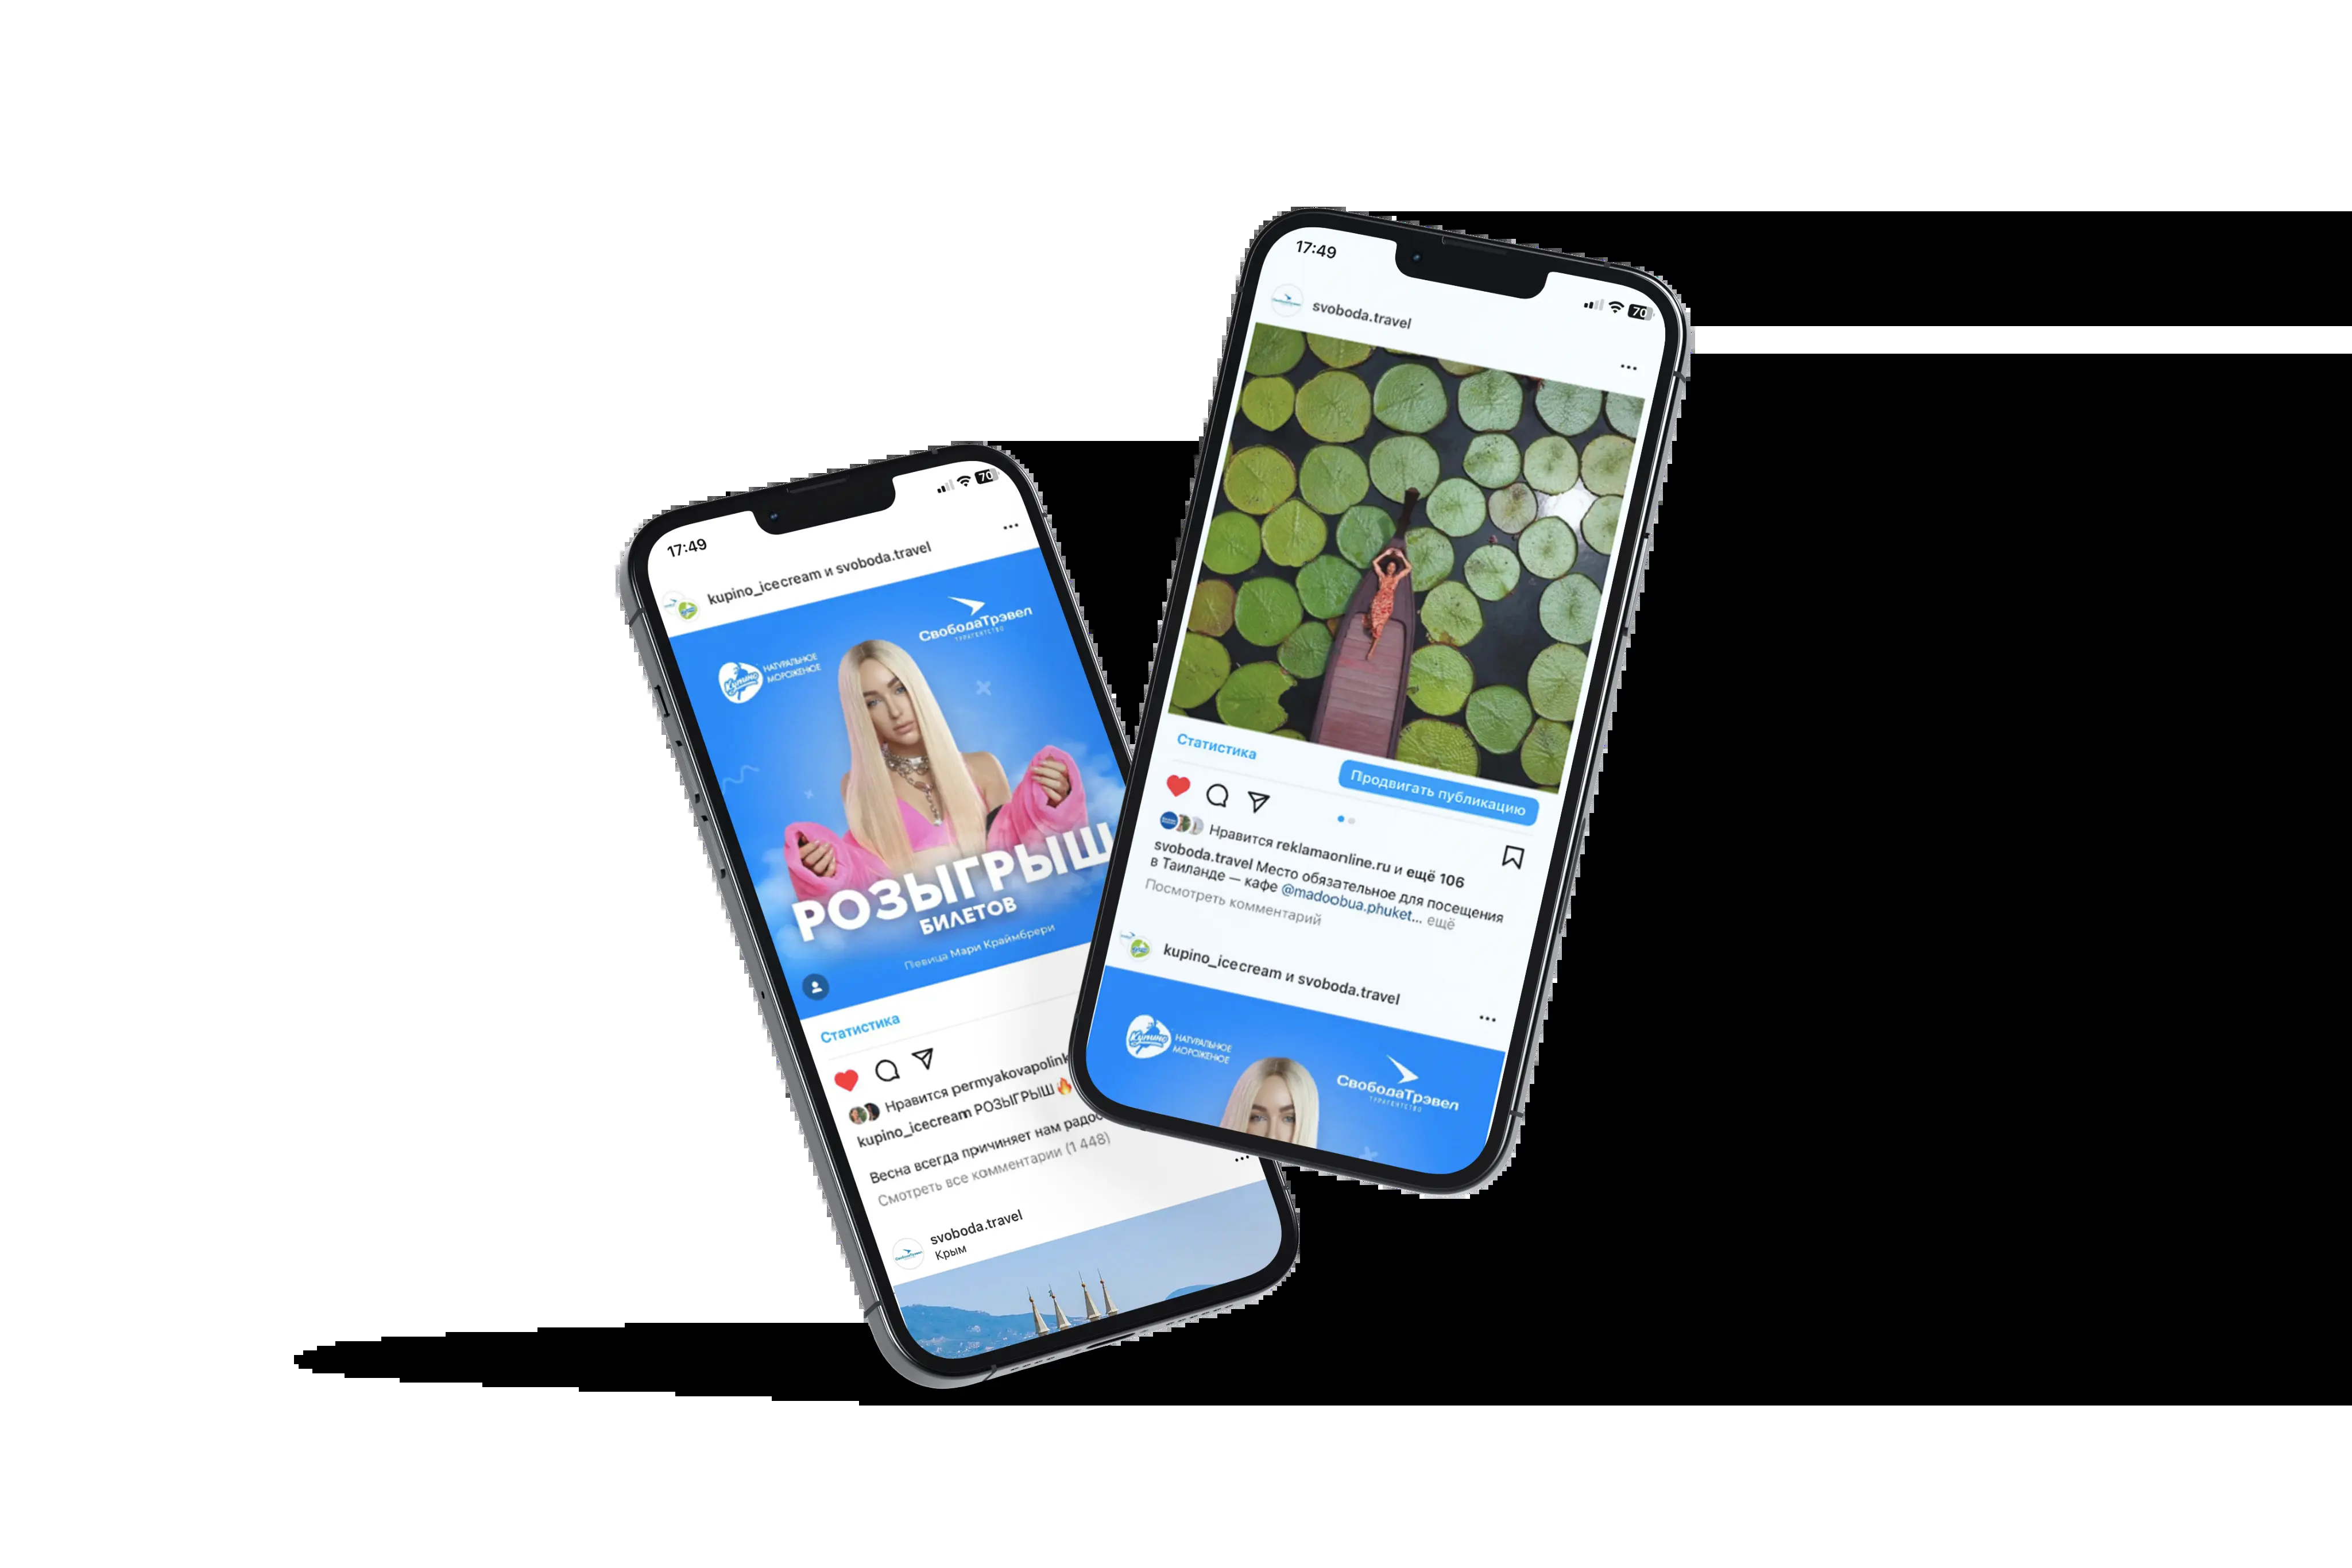 17:49
70
kupino_icecream и svoboda.travel
СвободаТрэвел
ТУРАГЕНТСТВО
Купино
НАТУРАЛЬНОЕ
МОРОЖЕНОЕ
РОЗЫГРЫШ
БИЛЕТОВ
Певица Мари Краймбрери
Статистика
Нравится permyakovapolink
kupino_icecream РОЗЫГРЫШ🔥
Весна всегда причиняет нам радос
Смотреть все комментарии (1 448)
svoboda.travel
Крым
17:49
70
svoboda.travel
Статистика
Продвигать публикацию
Нравится reklamaonline.ru и ещё 106
svoboda.travel Место обязательное для посещения
в Таиланде — кафе @madoobua.phuket... ещё
Посмотреть комментарий
kupino_icecream и svoboda.travel
Купино
НАТУРАЛЬНОЕ
МОРОЖЕНОЕ
СвободаТрэвел
ТУРАГЕНТСТВО